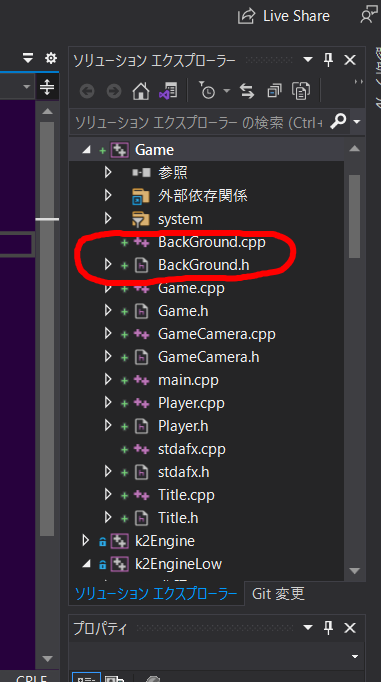 Live Share
ソリューション エクスプローラー
ソリューション エクスプローラー の検索 (Ctrl+
Game
参照
外部依存関係
system
BackGround.cpp
BackGround.h
Game.cpp
Game.h
GameCamera.cpp
GameCamera.h
main.cpp
Player.cpp
Player.h
stdafx.cpp
stdafx.h
Title.cpp
Title.h
k2Engine
k2EngineLow
ソリューション エクスプローラー Git 変更
プロパティ
CRLF